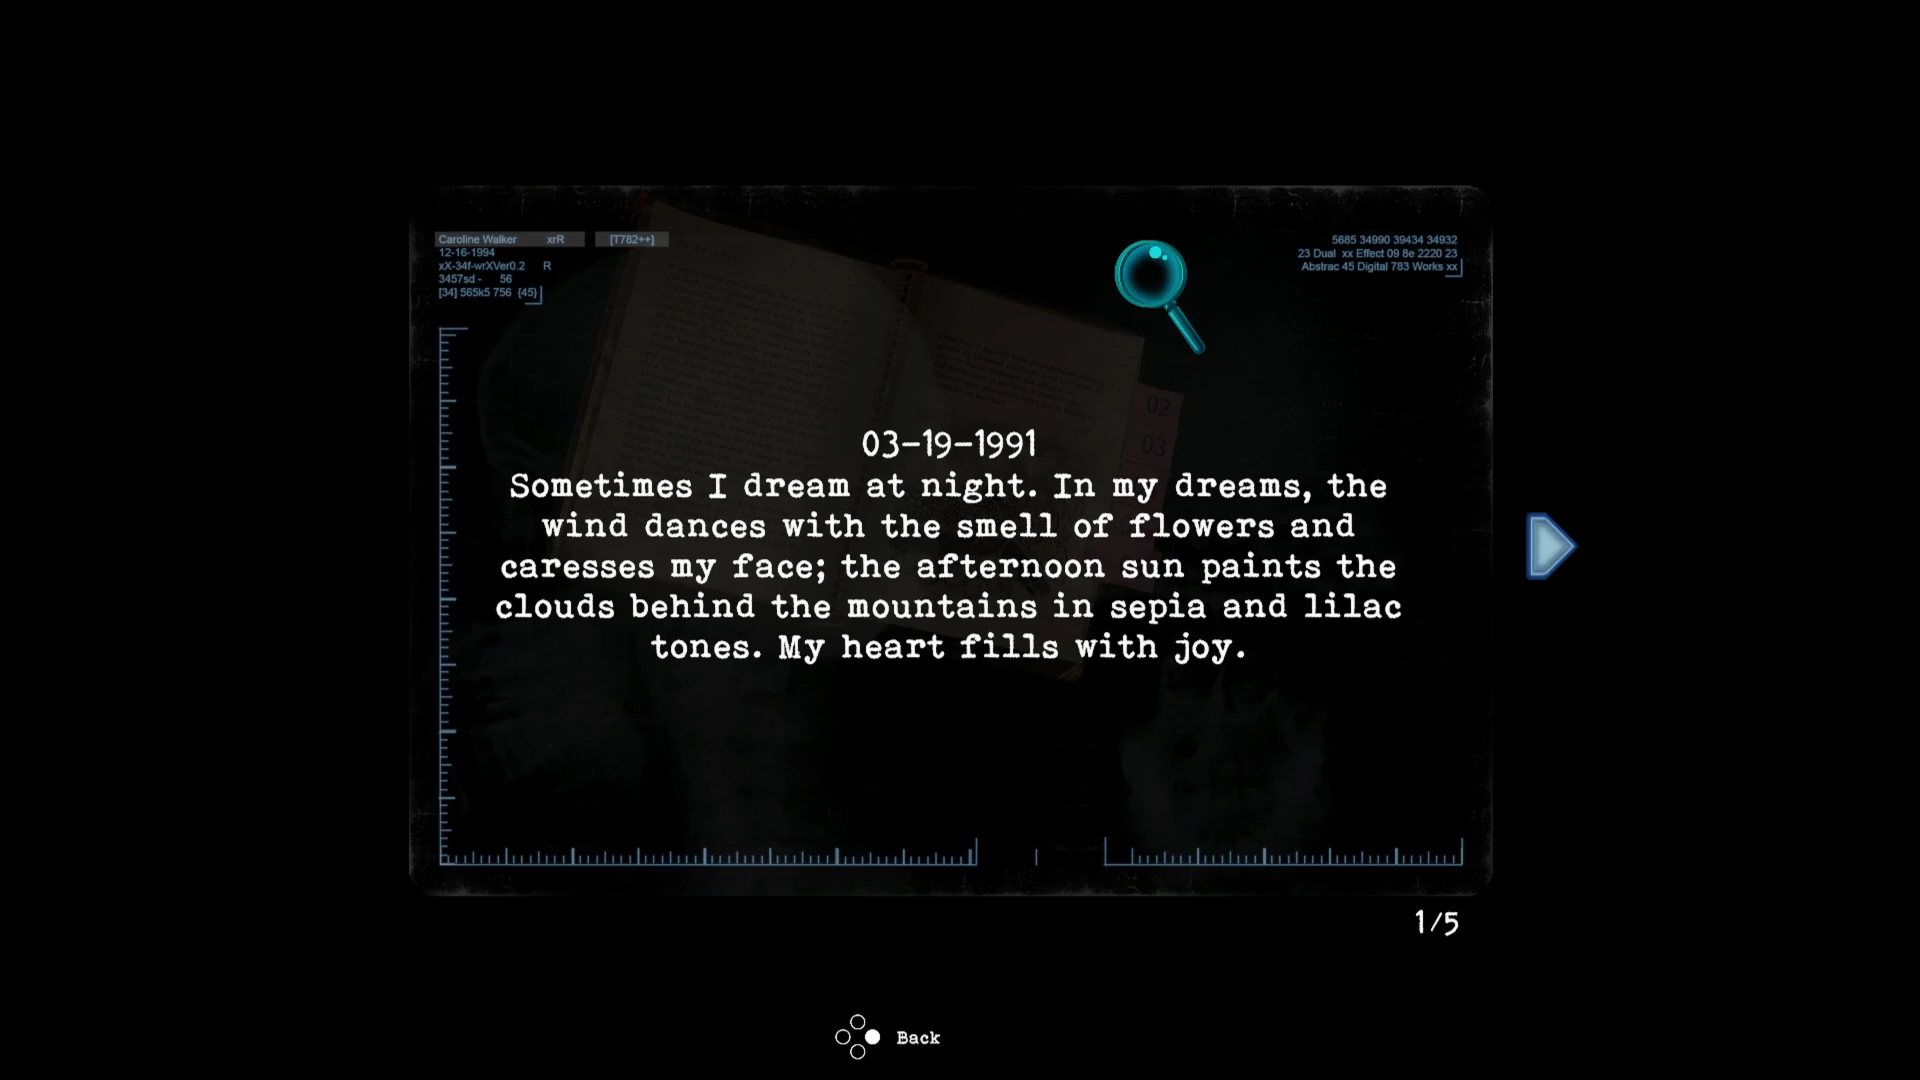 Caroline Walker xrR [T782++]
12-16-1994
xX-34f-wrXVer0.2 R
3457sd - 56
[34] 565k5 756 {45}
5685 34990 39434 34932
23 Dual xx Effect 09 8e 2220 23
Abstrac 45 Digital 783 Works xx
02
03
03-19-1991
Sometimes I dream at night. In my dreams, the
wind dances with the smell of flowers and
caresses my face; the afternoon sun paints the
clouds behind the mountains in sepia and lilac
tones. My heart fills with joy.
1/5
Back